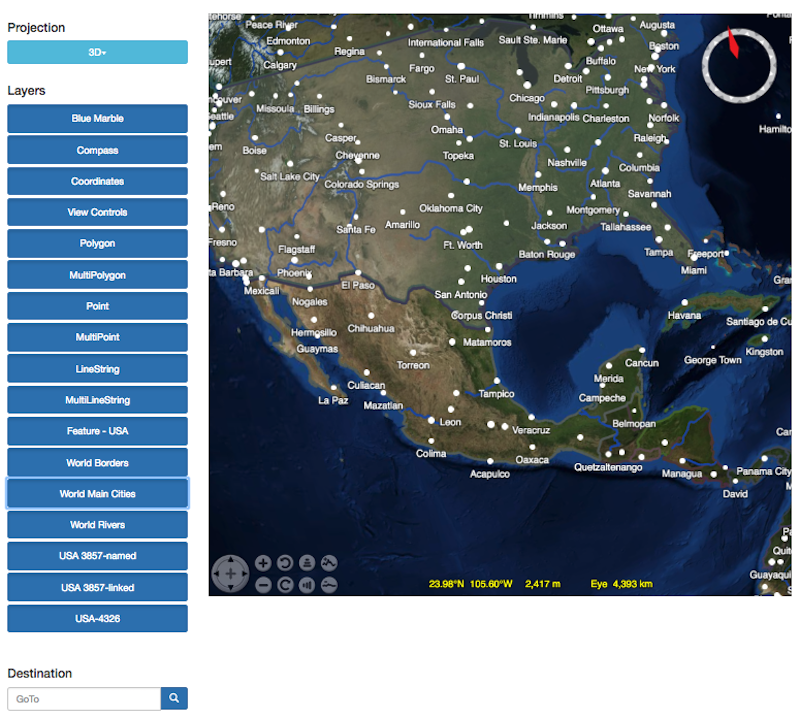 Projection
3D
Layers
Blue Marble
Compass
Coordinates
View Controls
Polygon
MultiPolygon
Point
MultiPoint
LineString
MultiLineString
Feature - USA
World Borders
World Main Cities
World Rivers
USA 3857-named
USA 3857-linked
USA-4326
Destination
GoTo
Timmins
Peace River
Ottawa
Augusta
Edmonton
International Falls
Sault Ste. Marie
Regina
Boston
Calgary
Buffalo
Fargo
New York
Bismarck
St. Paul
Detroit
Pittsburgh
Chicago
Missoula
Billings
Sioux Falls
Indianapolis
Charleston
Norfolk
Hamilto
Omaha
Raleigh
Casper
St. Louis
Boise
Cheyenne
Topeka
Nashville
Columbia
Salt Lake City
Colorado Springs
Memphis
Atlanta
Savannah
Reno
Oklahoma City
Montgomery
Amarillo
Jackson
Tallahassee
Santa Fe
Fresno
Flagstaff
Ft. Worth
Baton Rouge
Tampa
Freeport
ta Barbara
Phoenix
Houston
Miami
El Paso
Mexicali
San Antonio
Nogales
Corpus Christi
Havana
Santiago de Cu
Hermosillo
Chihuahua
Matamoros
Guaymas
Kingston
Cancun
George Town
Torreon
Merida
Culiacan
La Paz
Mazatlan
Tampico
Campeche
Leon
Veracruz
Belmopan
Colima
Oaxaca
Quetzaltenango
Acapulco
Managua
Panama City
David
Quit
Guayaqui
23.98°N 105.60°W 2,417 m Eye 4,393 km